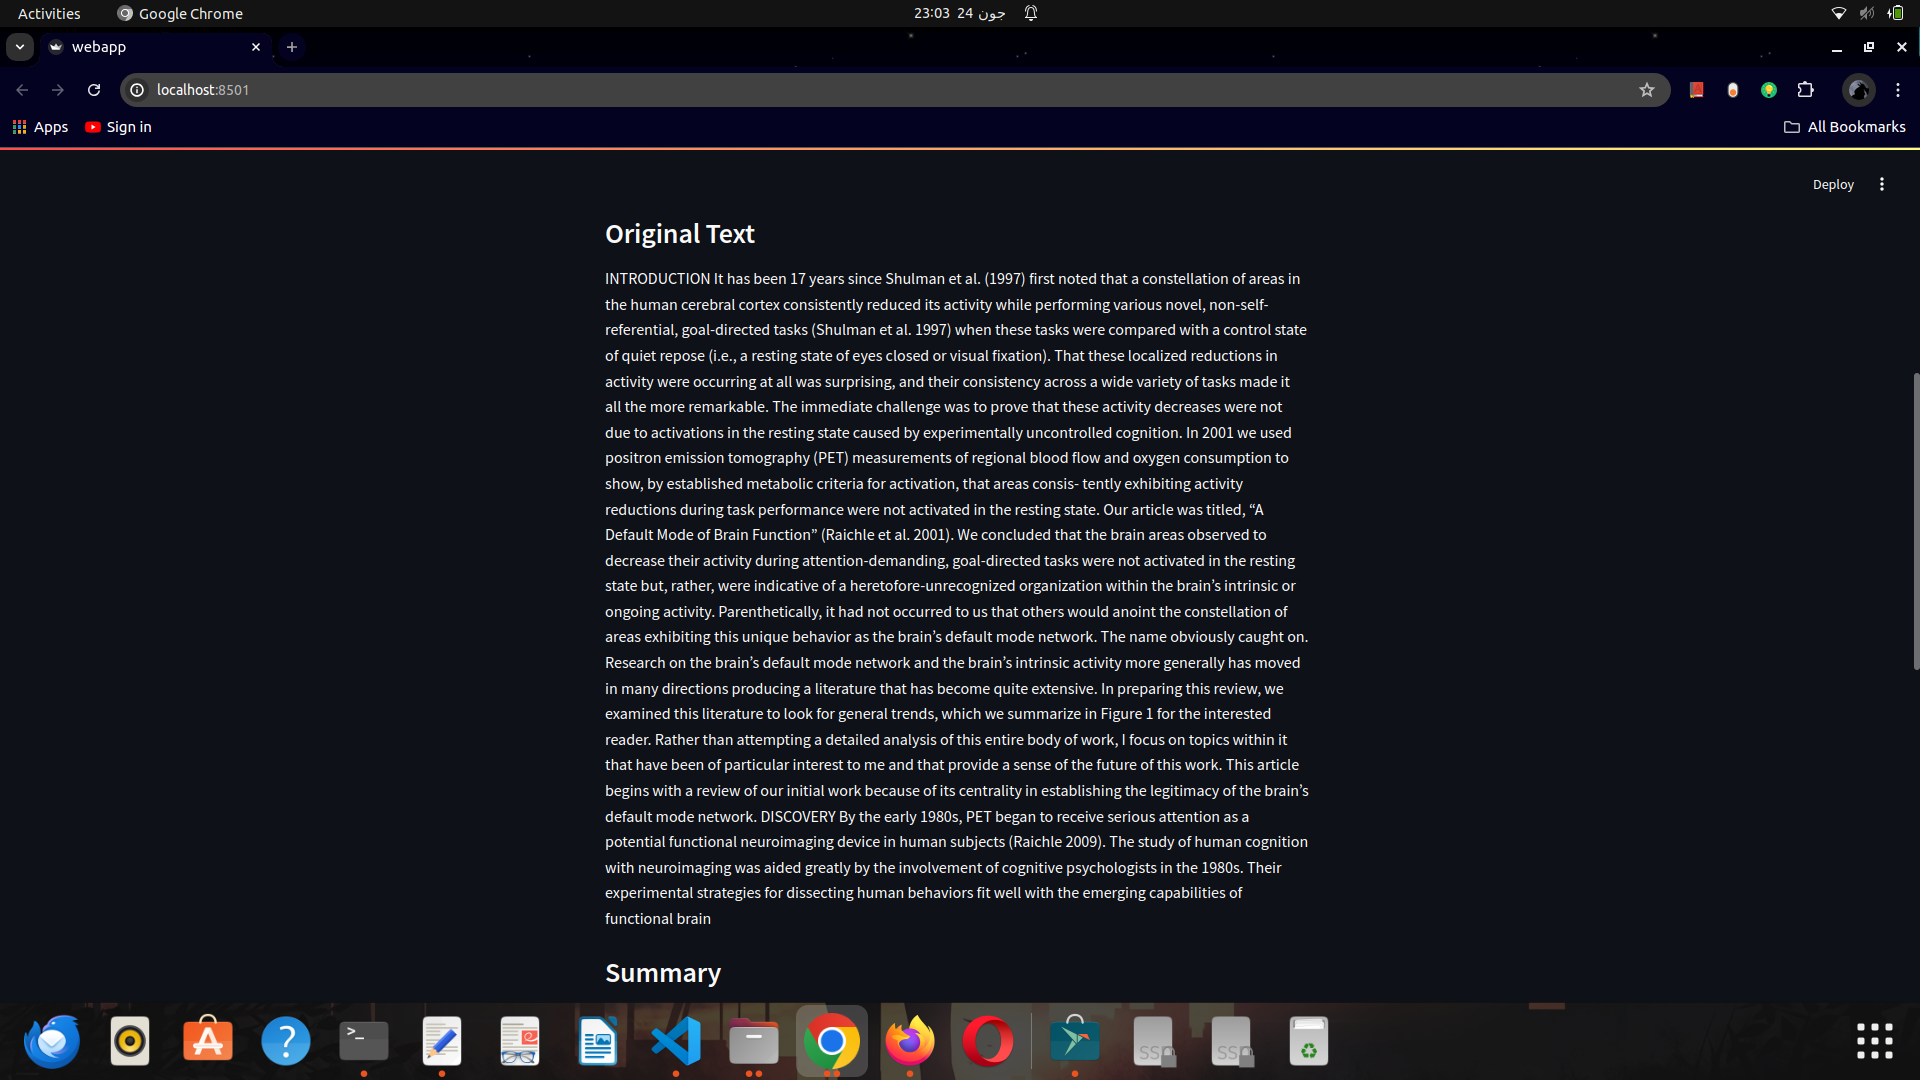 Activities
Google Chrome
23:03 24 جون
webapp
localhost:8501
Apps
Sign in
All Bookmarks
Deploy
Original Text
INTRODUCTION It has been 17 years since Shulman et al. (1997) first noted that a constellation of areas in
the human cerebral cortex consistently reduced its activity while performing various novel, non-self-
referential, goal-directed tasks (Shulman et al. 1997) when these tasks were compared with a control state
of quiet repose (i.e., a resting state of eyes closed or visual fixation). That these localized reductions in
activity were occurring at all was surprising, and their consistency across a wide variety of tasks made it
all the more remarkable. The immediate challenge was to prove that these activity decreases were not
due to activations in the resting state caused by experimentally uncontrolled cognition. In 2001 we used
positron emission tomography (PET) measurements of regional blood flow and oxygen consumption to
show, by established metabolic criteria for activation, that areas consis- tently exhibiting activity
reductions during task performance were not activated in the resting state. Our article was titled, “A
Default Mode of Brain Function” (Raichle et al. 2001). We concluded that the brain areas observed to
decrease their activity during attention-demanding, goal-directed tasks were not activated in the resting
state but, rather, were indicative of a heretofore-unrecognized organization within the brain’s intrinsic or
ongoing activity. Parenthetically, it had not occurred to us that others would anoint the constellation of
areas exhibiting this unique behavior as the brain’s default mode network. The name obviously caught on.
Research on the brain’s default mode network and the brain’s intrinsic activity more generally has moved
in many directions producing a literature that has become quite extensive. In preparing this review, we
examined this literature to look for general trends, which we summarize in Figure 1 for the interested
reader. Rather than attempting a detailed analysis of this entire body of work, I focus on topics within it
that have been of particular interest to me and that provide a sense of the future of this work. This article
begins with a review of our initial work because of its centrality in establishing the legitimacy of the brain’s
default mode network. DISCOVERY By the early 1980s, PET began to receive serious attention as a
potential functional neuroimaging device in human subjects (Raichle 2009). The study of human cognition
with neuroimaging was aided greatly by the involvement of cognitive psychologists in the 1980s. Their
experimental strategies for dissecting human behaviors fit well with the emerging capabilities of
functional brain
Summary
SSD
SSD